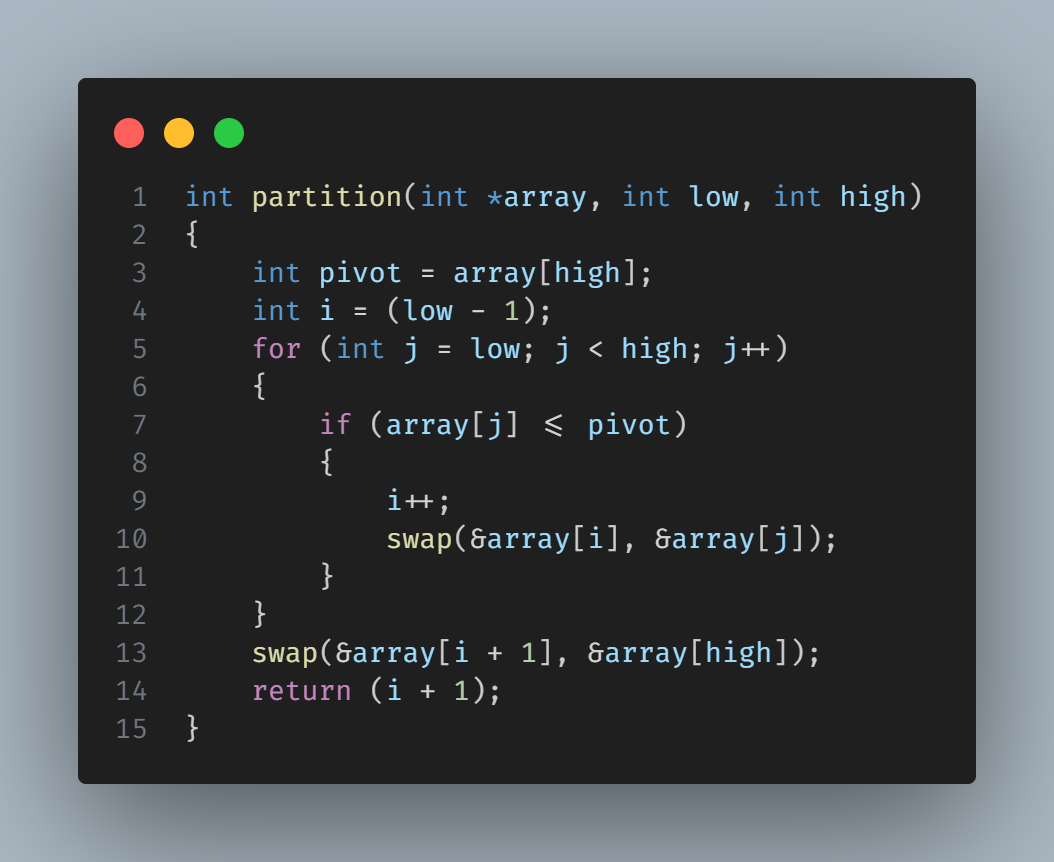 1 int partition(int *array, int low, int high)
2 {
3     int pivot = array[high];
4     int i = (low - 1);
5     for (int j = low; j < high; j++)
6     {
7         if (array[j] <= pivot)
8         {
9             i++;
10             swap(&array[i], &array[j]);
11         }
12     }
13     swap(&array[i + 1], &array[high]);
14     return (i + 1);
15 }